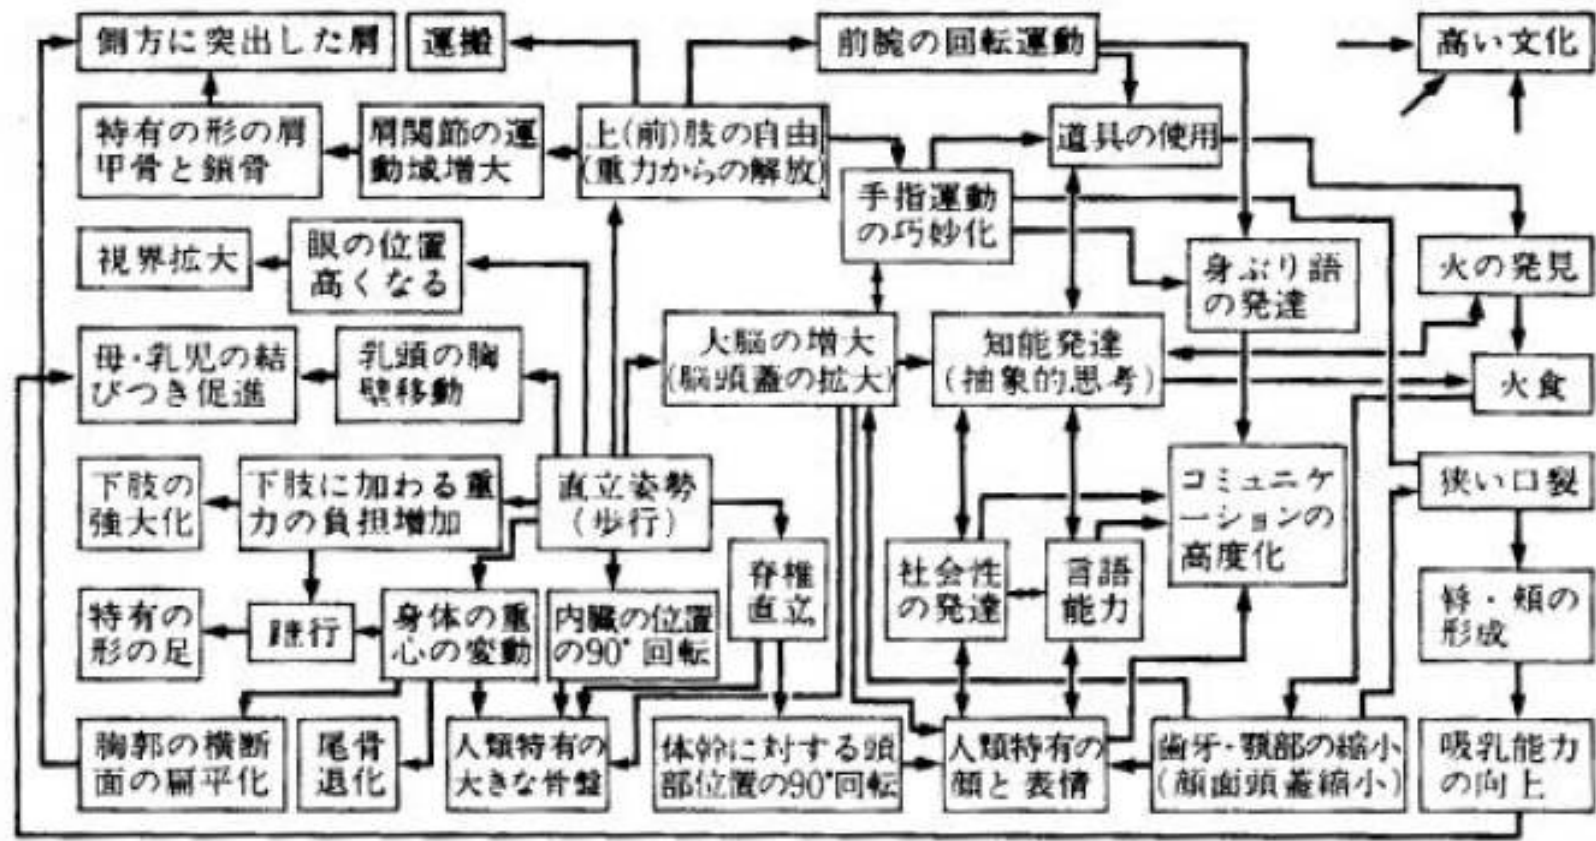 側方に突出した肩
運搬
前腕の回転運動
高い文化
特有の形の肩
甲骨と鎖骨
肩関節の運
動域増大
上(前)肢の自由
(重力からの解放)
道具の使用
手指運動
の巧妙化
視界拡大
眼の位置
高くなる
身ぶり語
の発達
火の発見
母・乳児の結
びつき促進
乳頭の胸
壁移動
大脳の増大
(脳頭蓋の拡大)
知能発達
(抽象的思考)
火食
下肢の
強大化
下肢に加わる重
力の負担増加
直立姿勢
(歩行)
コミュニケ
ーションの
高度化
狭い口裂
脊椎
直立
社会性
の発達
言語
能力
特有の
形の足
行
身体の重
心の変動
内臓の位置
の90°回転
・頬の
形成
胸郭の横断
面の扁平化
尾骨
退化
人類特有の
大きな骨盤
体幹に対する頭
部位置の90°回転
人類特有の
顔と表情
歯牙・顎部の縮小
(顔面頭蓋縮小)
吸乳能力
の向上